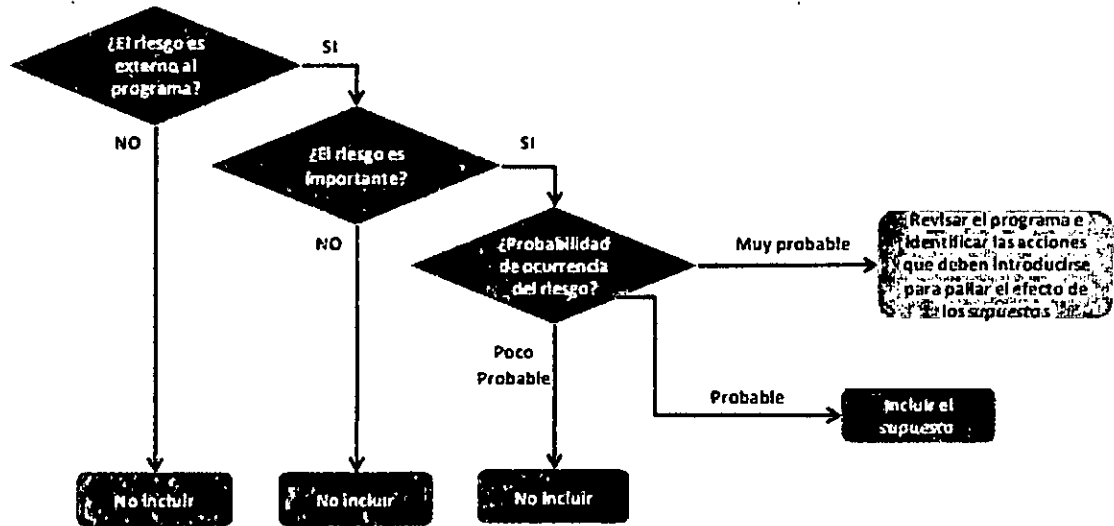 ¿El riesgo es
externo al
programa?
SI
NO
¿El riesgo es
importante?
SI
NO
¿Probabilidad
de ocurrencia
del riesgo?
Muy probable
Revisar el programa e
identificar las acciones
que deben introducirse
para paliar el efecto de
los supuestos
Poco
Probable
Probable
Incluir el
supuesto
No incluir
No incluir
No incluir